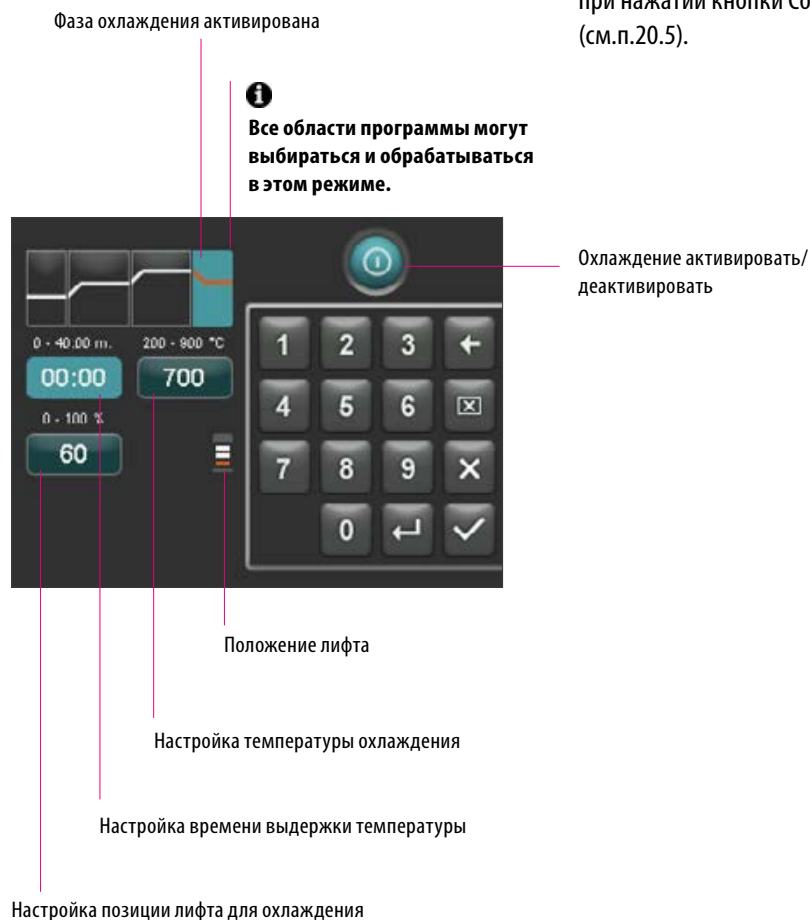 при нажатии кнопки
(см.п.20.5).
Фаза охлаждения активирована
Все области программы могут
выбираться и обрабатываться
в этом режиме.
Охлаждение активировать/
деактивировать
0 - 40.00 m. 200 - 900 °C
00:00 700
0 - 100 %
60
1 2 3
4 5 6
7 8 9
0
Положение лифта
Настройка температуры охлаждения
Настройка времени выдержки температуры
Настройка позиции лифта для охлаждения